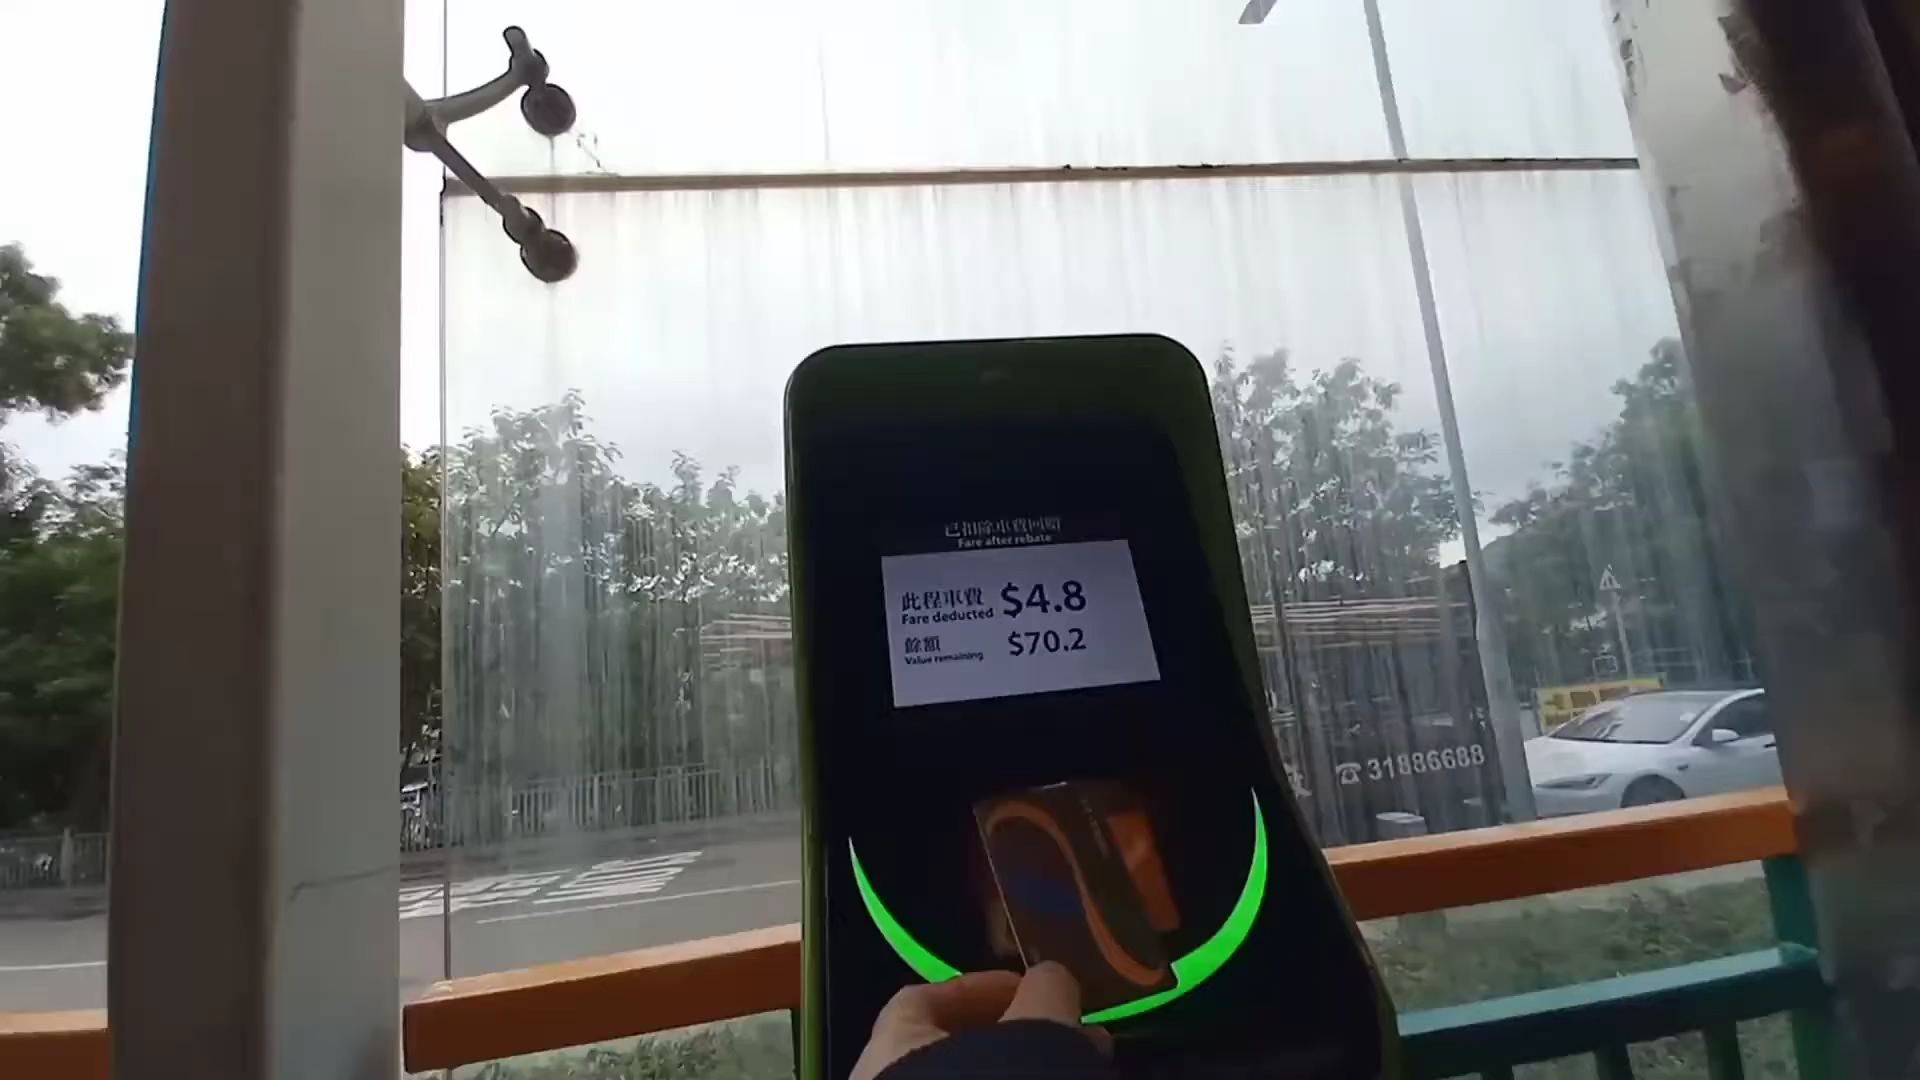 已扣除車費回贈
Fare after rebate
此程車費 $4.8
Fare deducted
餘額 $70.2
Value remaining
☎31886688